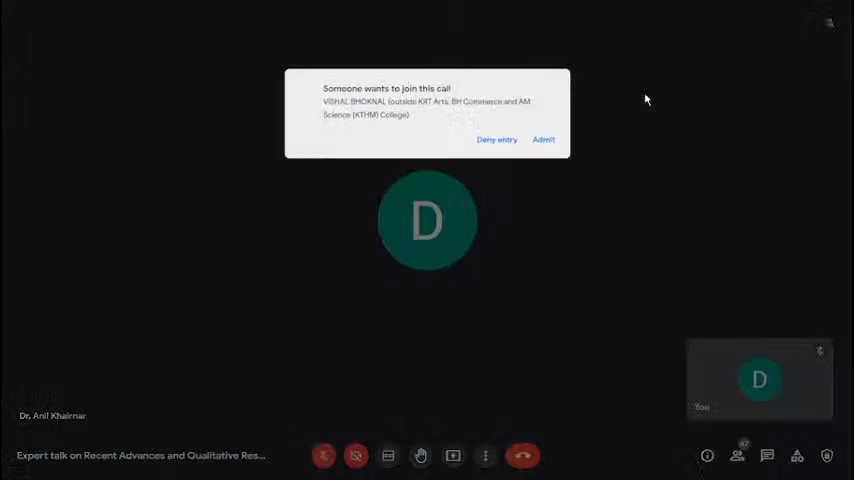 Someone wants to join this call
VISHAL BHOKNAL (outside KRT Arts, BH Commerce and AM
Science (KTHM) College)
Deny entry Admit
D
D
You
Dr. Anil Khairnar
47
Expert talk on Recent Advances and Qualitative Res...